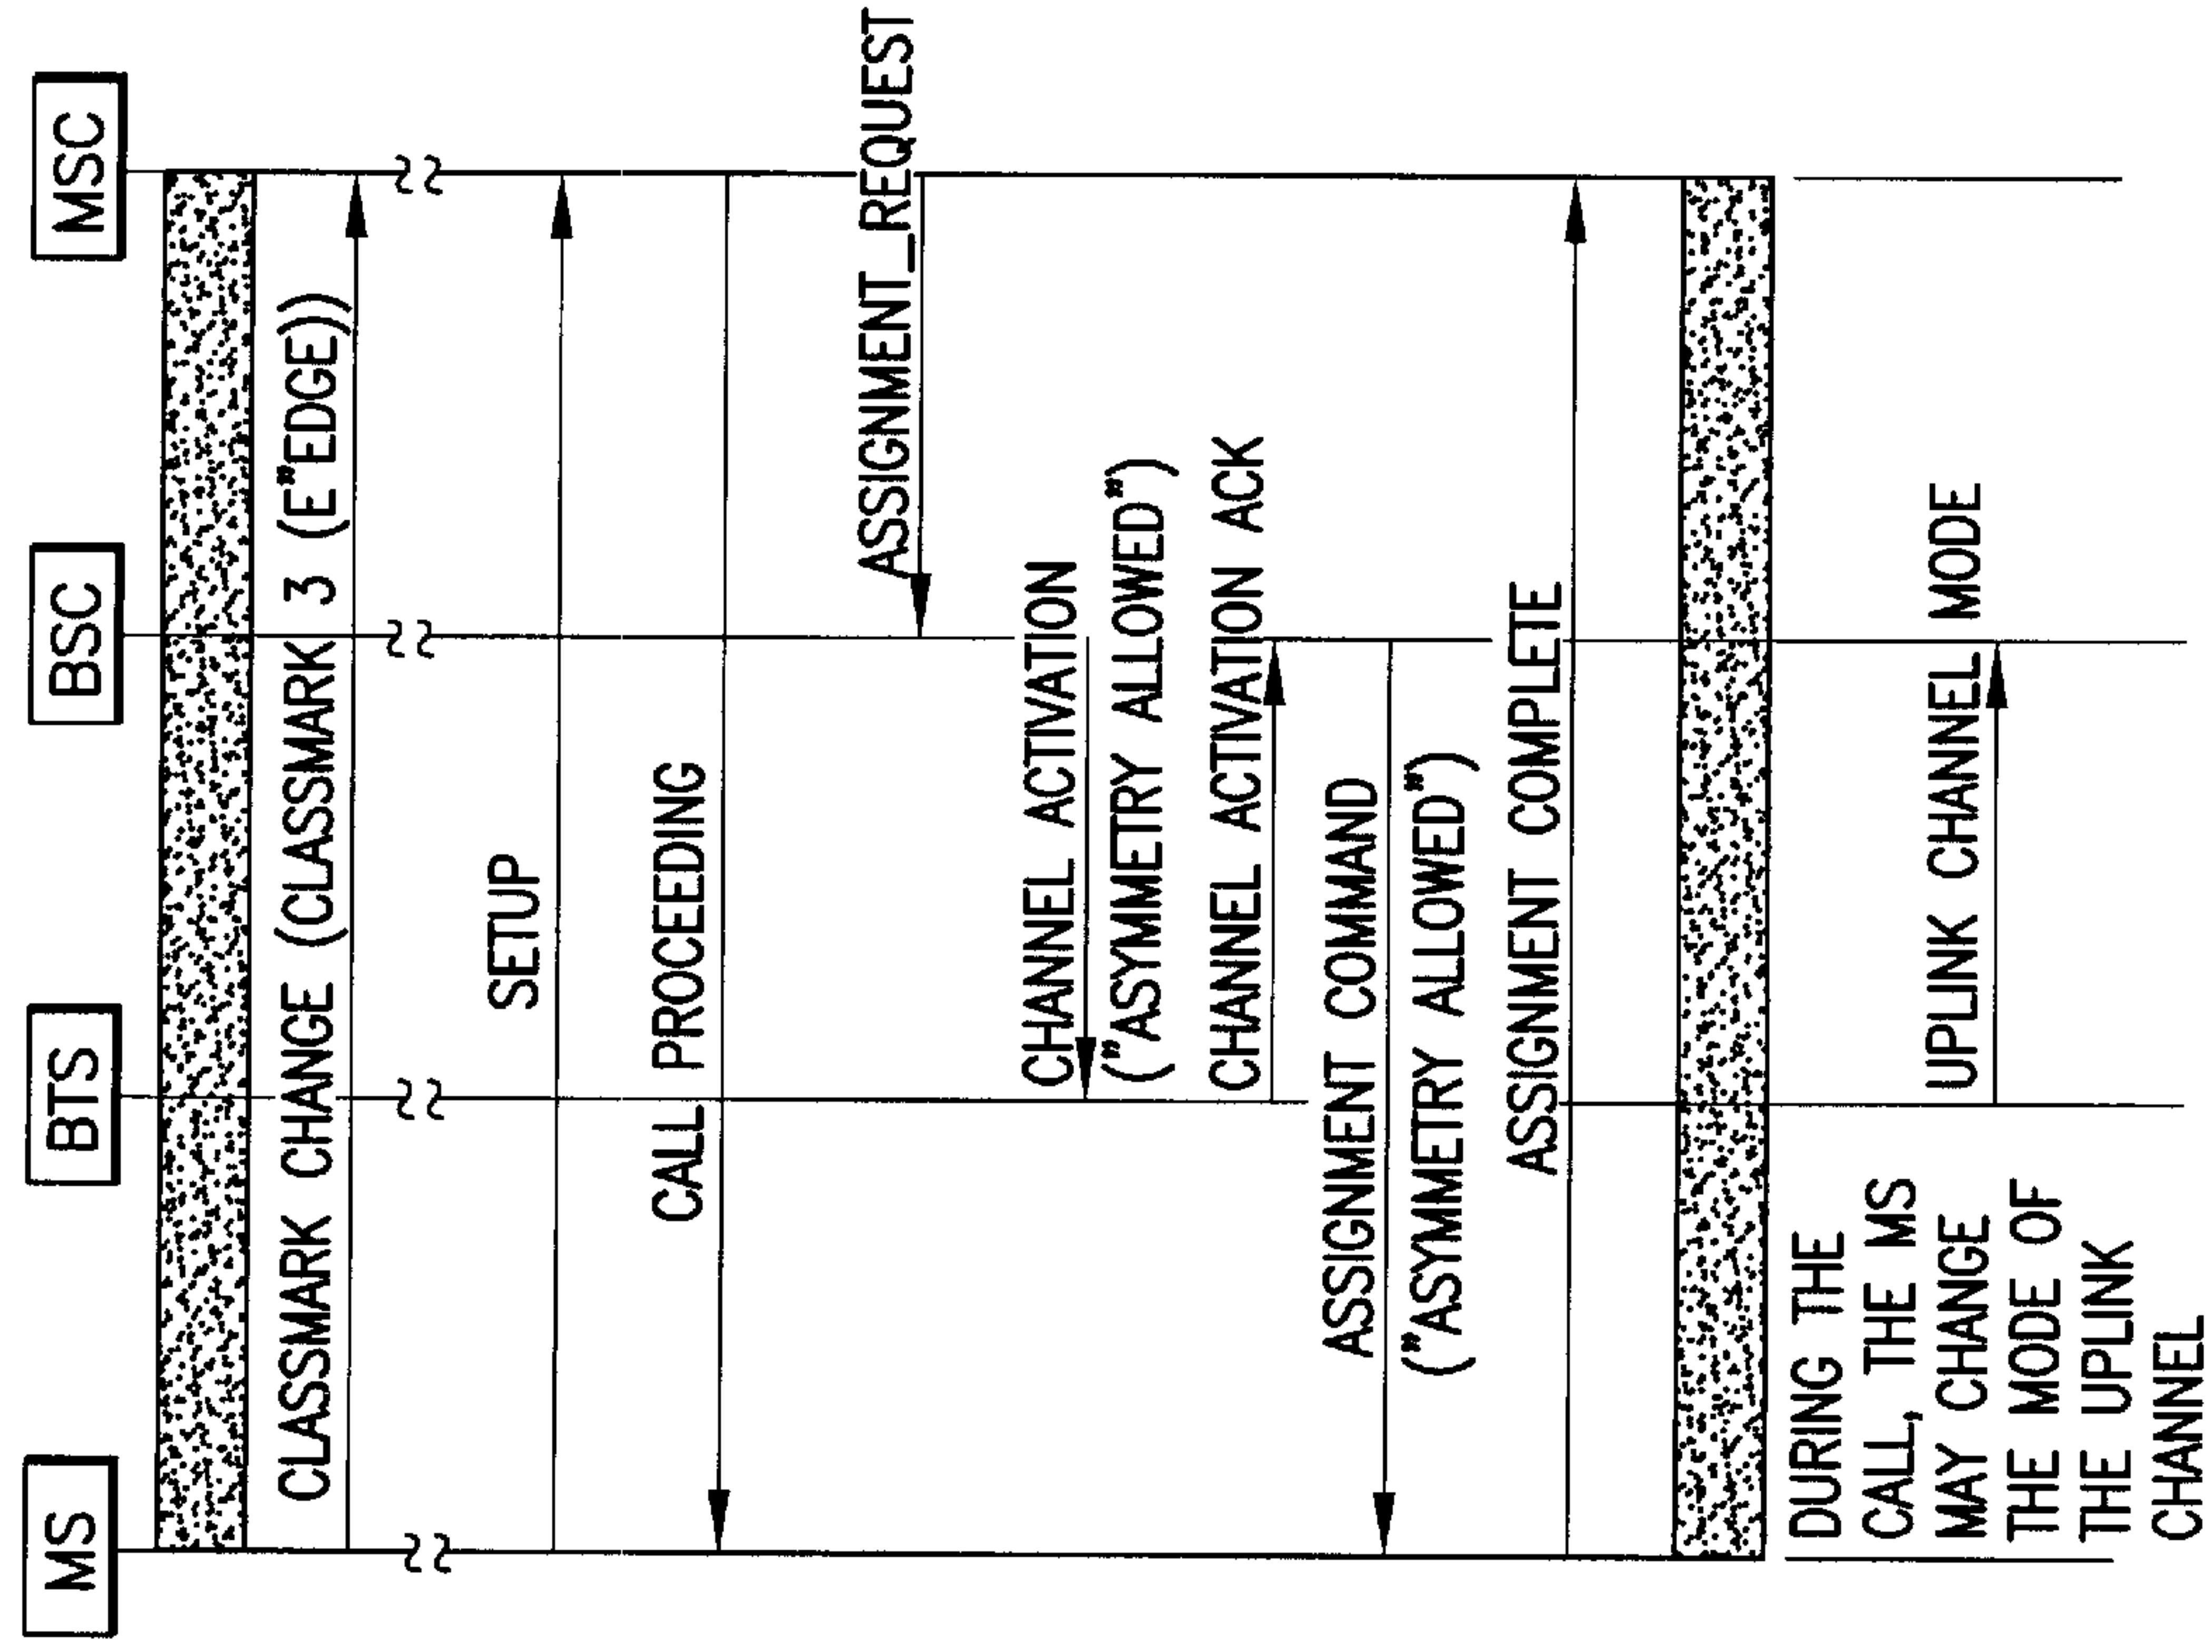 MS
BTS
BSC
MSC
CLASSMARK CHANGE (CLASSMARK 3 (E"EDGE))
SETUP
CALL PROCEEDING
ASSIGNMENT_REQUEST
CHANNEL ACTIVATION
("ASYMETRY ALLOWED")
CHANNEL ACTIVATION ACK
ASSIGNMENT COMMAND
("ASYMMETRY ALLOWED")
ASSIGNMENT COMPLETE
UPLINK CHANNEL MODE
DURING THE
CALL, THE MS
MAY CHANGE
THE MODE OF
THE UPLINK
CHANNEL